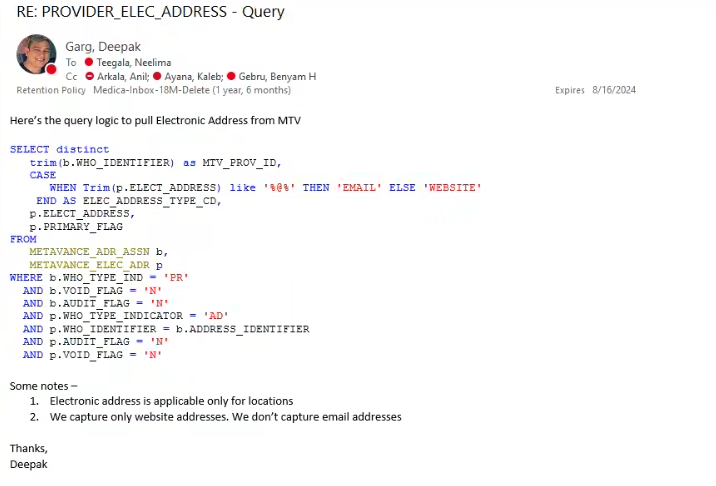 RE: PROVIDER_ELEC_ADDRESS - Query
Garg, Deepak
To Teegala, Neelima
Cc Arkala, Anil; Ayana, Kaleb; Gebru, Benyam H
Retention Policy Medica-Inbox-18M-Delete (1 year, 6 months) Expires 8/16/2024
Here's the query logic to pull Electronic Address from MTV
SELECT distinct
trim(b.WHO_IDENTIFIER) as MTV_PROV_ID,
CASE
WHEN Trim(p.ELECT_ADDRESS) like '%@%' THEN 'EMAIL' ELSE 'WEBSITE'
END AS ELEC_ADDRESS_TYPE_CD,
p.ELECT_ADDRESS,
p.PRIMARY_FLAG
FROM
METAVANCE_ADR_ASSN b,
METAVANCE_ELEC_ADR p
WHERE b.WHO_TYPE_IND = 'PR'
AND b.VOID_FLAG = 'N'
AND b.AUDIT_FLAG = 'N'
AND p.WHO_TYPE_INDICATOR = 'AD'
AND p.WHO_IDENTIFIER = b.ADDRESS_IDENTIFIER
AND p.AUDIT_FLAG = 'N'
AND p.VOID_FLAG = 'N'
Some notes –
1. Electronic address is applicable only for locations
2. We capture only website addresses. We don't capture email addresses
Thanks,
Deepak